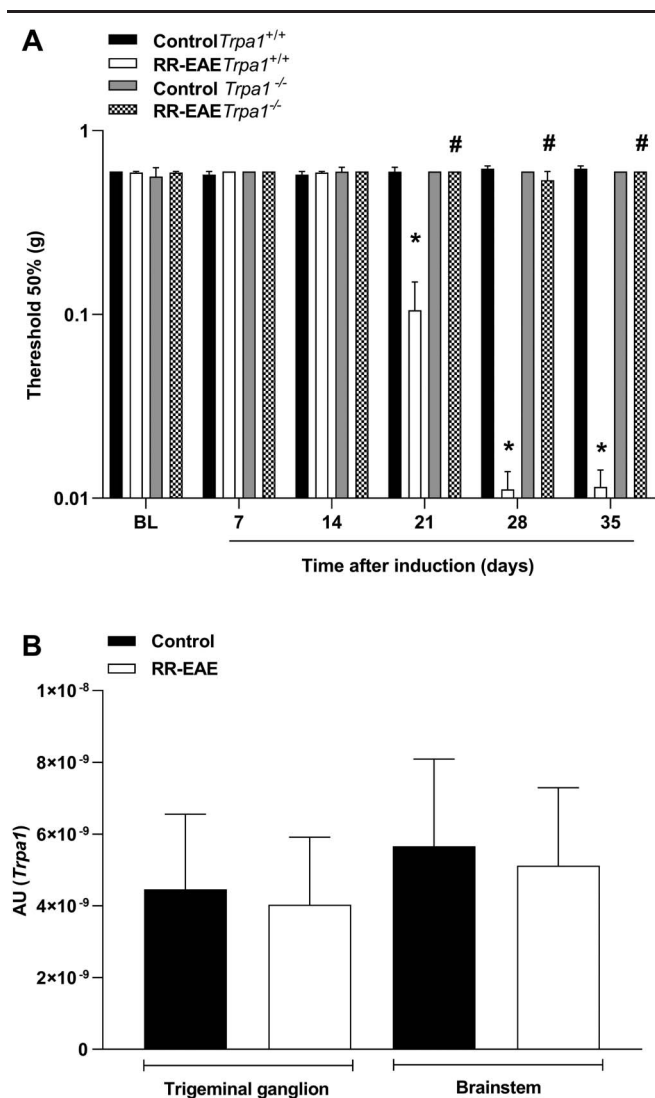 A
Control Trpa1+/+
RR-EAE Trpa1+/+
Control Trpa1 -/-
RR-EAE Trpa1-/-
Thereshold 50% (g)
1
0.1
0.01
# # #
* * *
BL 7 14 21 28 35
Time after induction (days)
B
Control
RR-EAE
AU (Trpa1)
1×10-8
8×10-9
6×10-9
4×10-9
2×10-9
0
Trigeminal ganglion Brainstem